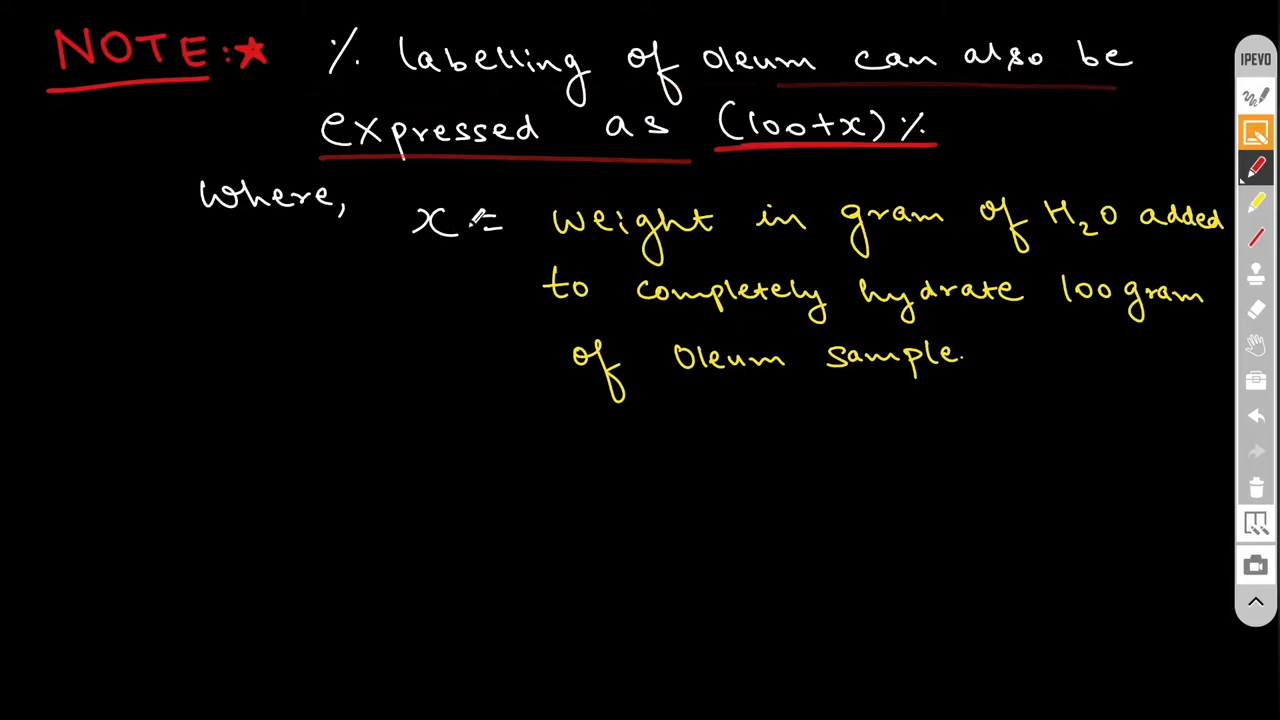 NOTE:★ % labelling of oleum can also be
expressed as (100+x)%
Where,
x = Weight in gram of H₂O added
to completely hydrate 100 gram
of oleum sample.
IPEVO